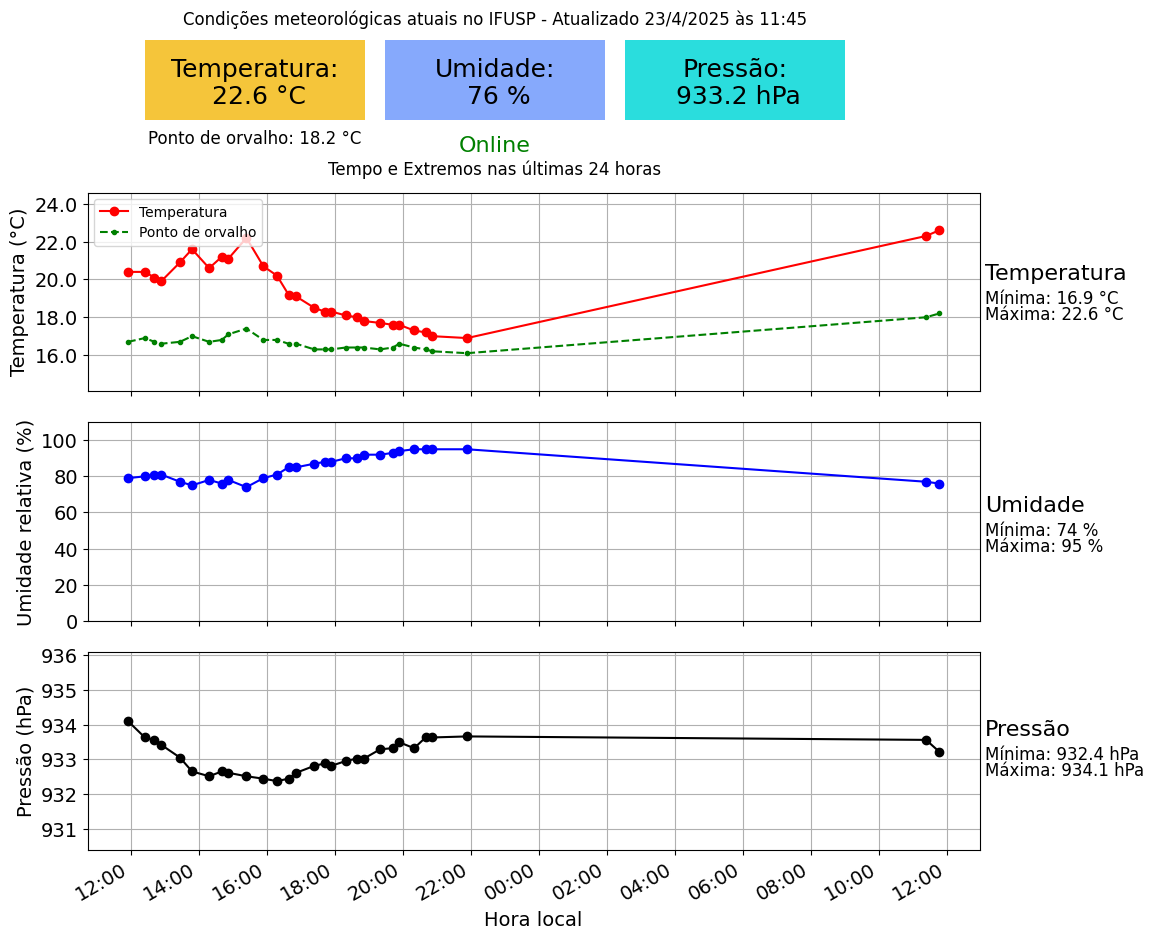 Condições meteorológicas atuais no IFUSP - Atualizado 23/4/2025 às 11:45
Temperatura:
22.6 °C
Umidade:
76 %
Pressão:
933.2 hPa
Ponto de orvalho: 18.2 °C
Online
Tempo e Extremos nas últimas 24 horas
Temperatura (°C)
24.0
22.0
20.0
18.0
16.0
Temperatura
Ponto de orvalho
Temperatura
Mínima: 16.9 °C
Máxima: 22.6 °C
Umidade relativa (%)
100
80
60
40
20
0
Umidade
Mínima: 74 %
Máxima: 95 %
Pressão (hPa)
936
935
934
933
932
931
Pressão
Mínima: 932.4 hPa
Máxima: 934.1 hPa
12:00 14:00 16:00 18:00 20:00 22:00 00:00 02:00 04:00 06:00 08:00 10:00 12:00
Hora local